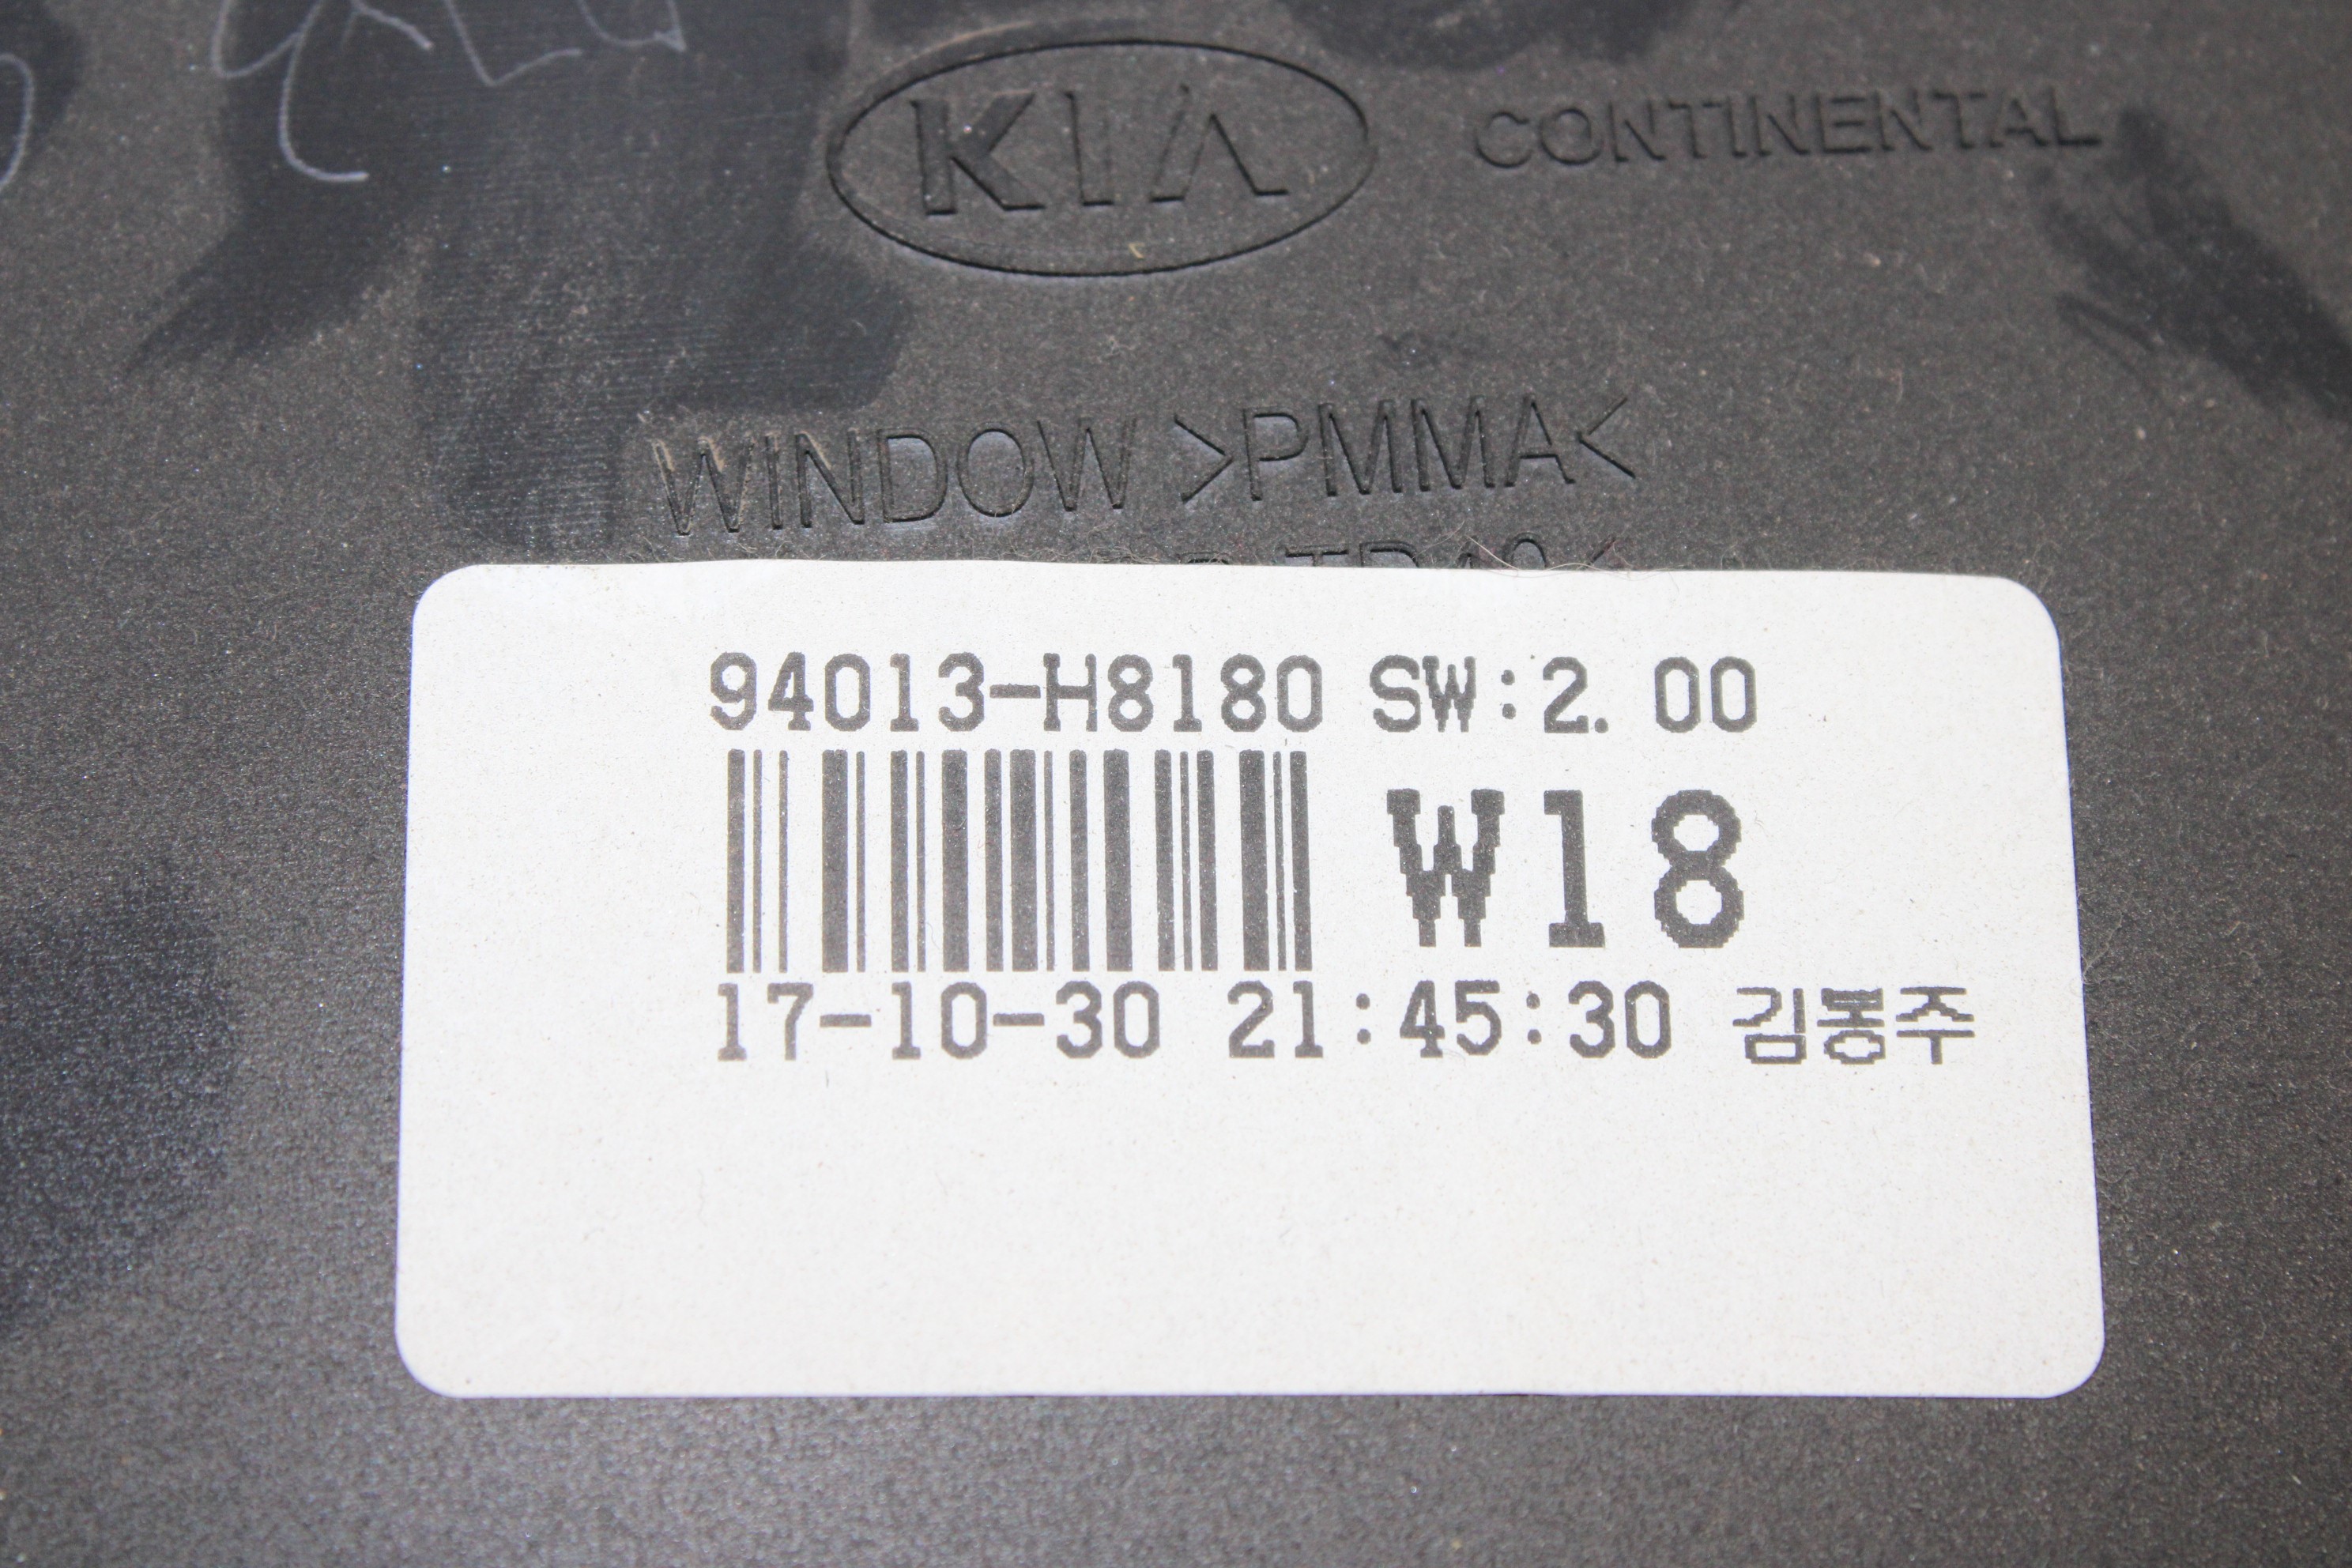 KIA
CONTINENTAL
WINDOW >PMMA<
94013-H8180 SW:2.00
W18
17-10-30 21:45:30 김봉주